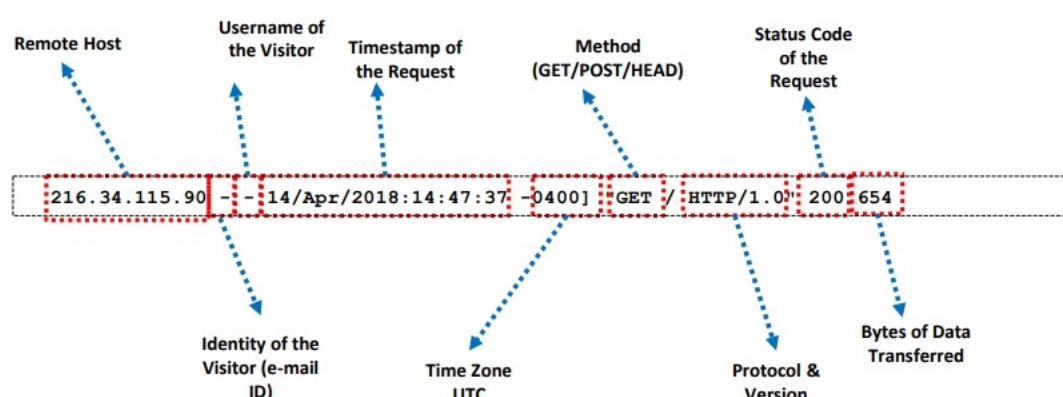 Remote Host
Username of
the Visitor
Timestamp of
the Request
Method
(GET/POST/HEAD)
Status Code
of the
Request
216.34.115.90 - - 14/Apr/2018:14:47:37 -0400] "GET / HTTP/1.0" 200 654
Identity of the
Visitor (e-mail
ID)
Time Zone
UTC
Protocol &
Version
Bytes of Data
Transferred